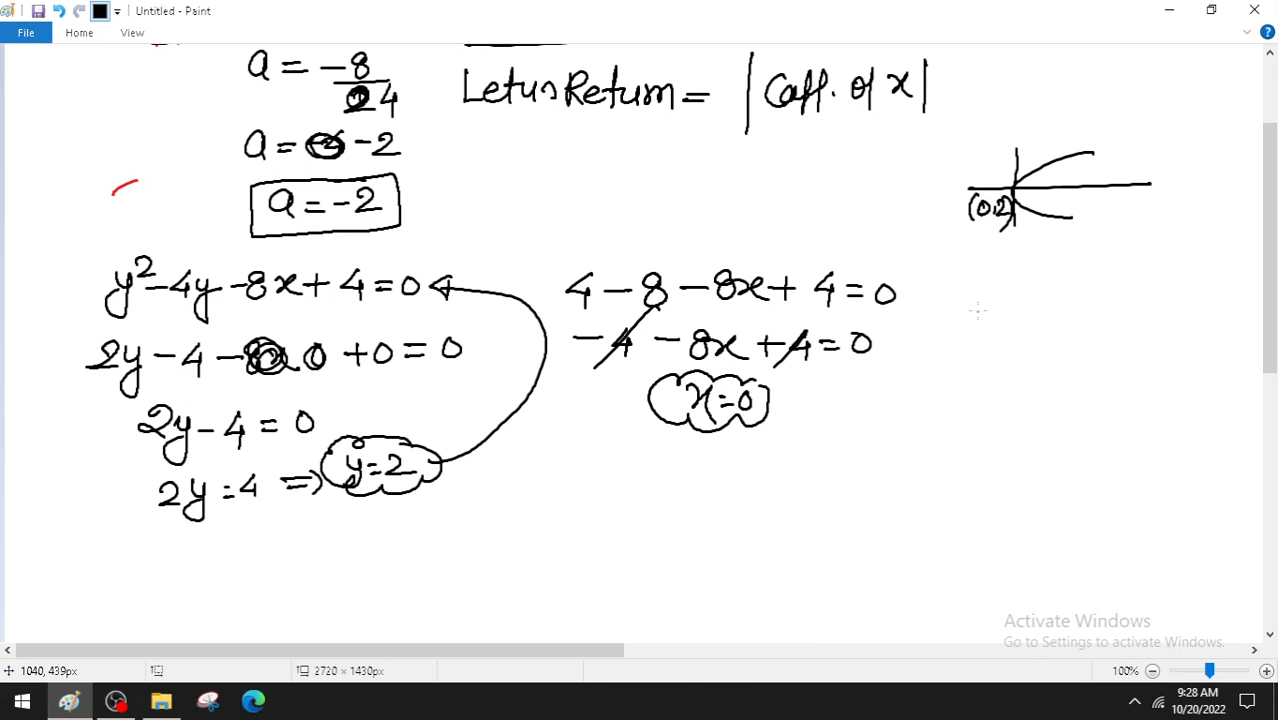 Untitled - Paint
File Home View
a = -8
24
Letus Return = | Coff. of x |
a = -2
a = -2
(0,2)
y² - 4y - 8x + 4 = 0
4 - 8 - 8x + 4 = 0
2y - 4 - 0 + 0 = 0
-4 - 8x + 4 = 0
x = 0
2y - 4 = 0
2y = 4 => y = 2
Activate Windows
Go to Settings to activate Windows.
1040, 439px
2720 × 1430px
100%
9:28 AM
10/20/2022